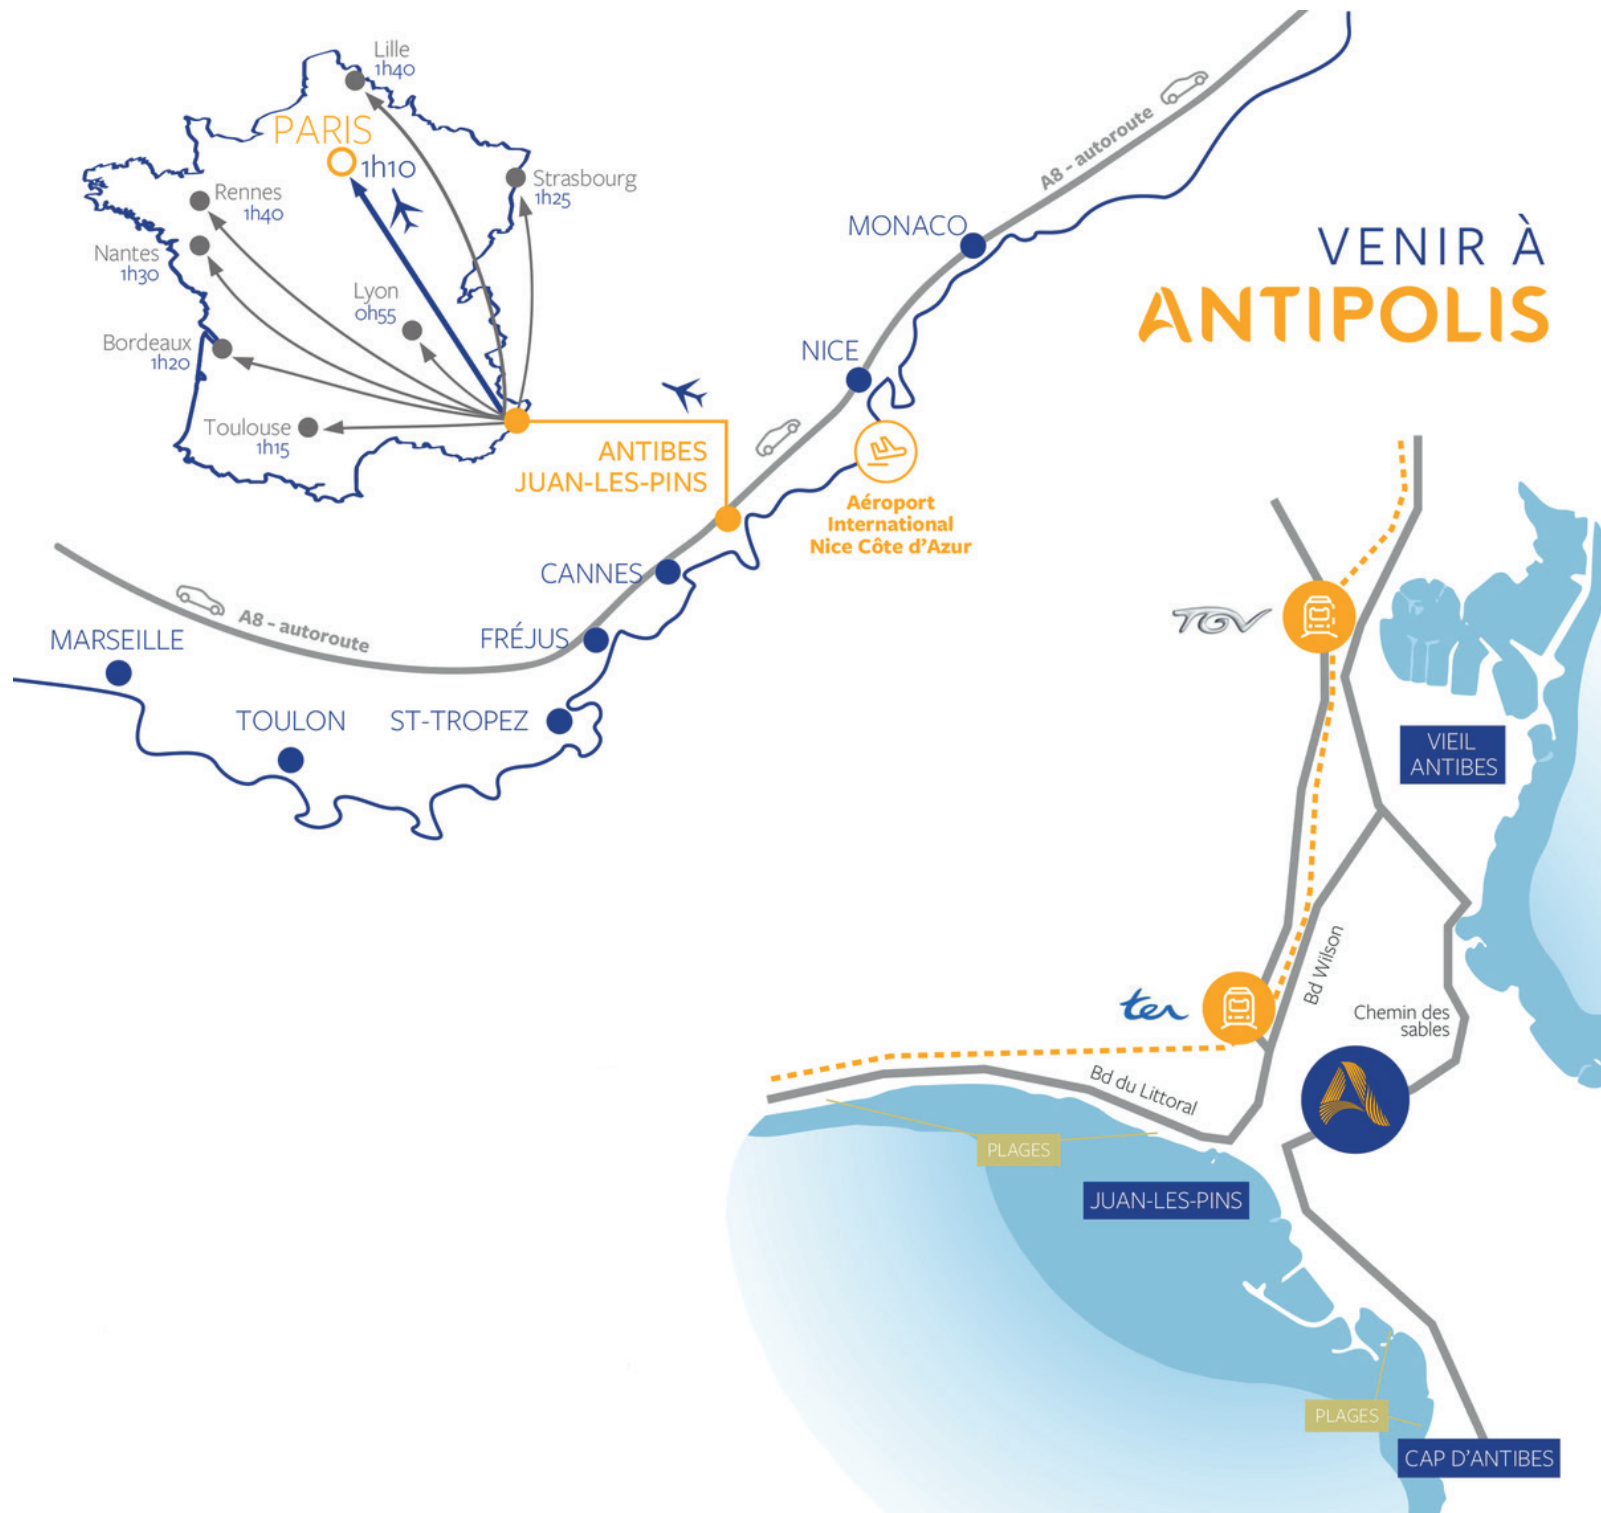 Lille
1h40
PARIS
1h10
Strasbourg
1h25
Rennes
1h40
Nantes
1h30
Lyon
0h55
Bordeaux
1h20
Toulouse
1h15
ANTIBES
JUAN-LES-PINS
A8 - autoroute
MONACO
NICE
Aéroport
International
Nice Côte d'Azur
CANNES
FRÉJUS
A8 - autoroute
MARSEILLE
TOULON
ST-TROPEZ
VENIR À
ANTIPOLIS
TGV
VIEIL
ANTIBES
Bd Wilson
ter
Chemin des
sables
Bd du Littoral
PLAGES
JUAN-LES-PINS
PLAGES
CAP D'ANTIBES